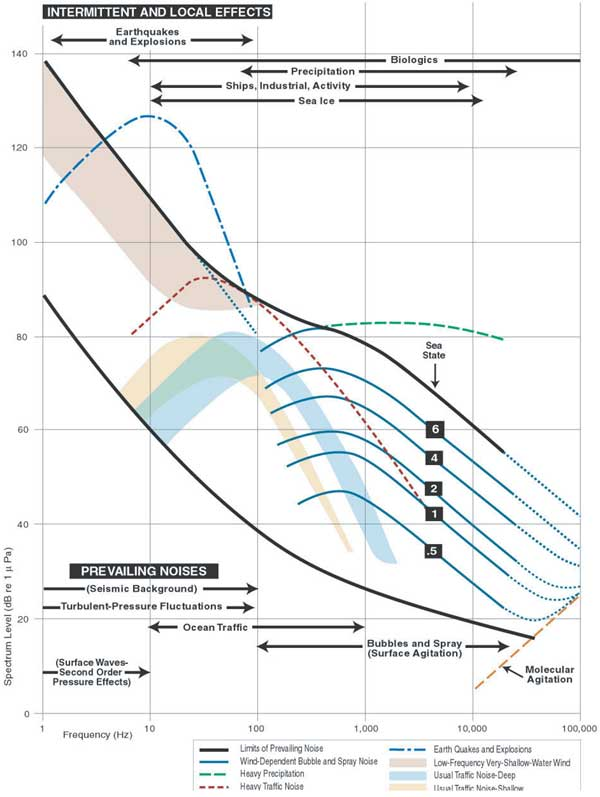 INTERMITTENT AND LOCAL EFFECTS
Earthquakes
and Explosions
Biologics
Precipitation
Ships, Industrial, Activity
Sea Ice
140
120
100
80
60
40
20
0
Spectrum Level (dB re 1 µ Pa)
Sea
State
6
4
2
1
.5
PREVAILING NOISES
(Seismic Background)
Turbulent-Pressure Fluctuations
Ocean Traffic
Bubbles and Spray
(Surface Agitation)
(Surface Waves-
Second Order
Pressure Effects)
Molecular
Agitation
1
10
100
1,000
10,000
100,000
Frequency (Hz)
Limits of Prevailing Noise
Wind-Dependent Bubble and Spray Noise
Heavy Precipitation
Heavy Traffic Noise
Earth Quakes and Explosions
Low-Frequency Very-Shallow-Water Wind
Usual Traffic Noise-Deep
Usual Traffic Noise-Shallow